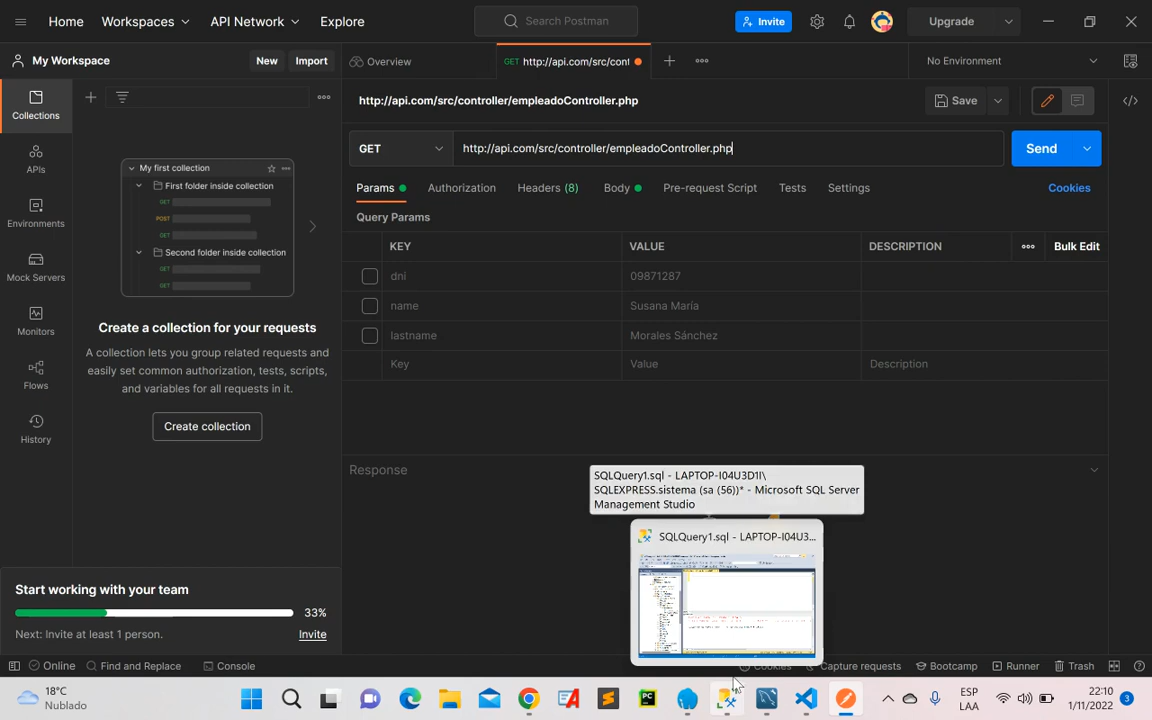 Home Workspaces API Network Explore Search Postman Invite Upgrade
My Workspace New Import Overview GET http://api.com/src/cont No Environment
Collections
APIs
Environments
Mock Servers
Monitors
Flows
History
My first collection
First folder inside collection
GET
POST
GET
Second folder inside collection
GET
GET
Create a collection for your requests
A collection lets you group related requests and
easily set common authorization, tests, scripts,
and variables for all requests in it.
Create collection
Start working with your team
33%
Next: Invite at least 1 person. Invite
http://api.com/src/controller/empleadoController.php Save
GET http://api.com/src/controller/empleadoController.php Send
Params Authorization Headers (8) Body Pre-request Script Tests Settings Cookies
Query Params
KEY VALUE DESCRIPTION Bulk Edit
dni 09871287
name Susana María
lastname Morales Sánchez
Key Value Description
Response
SQLQuery1.sql - LAPTOP-I04U3D1I\
SQLEXPRESS.sistema (sa (56))* - Microsoft SQL Server
Management Studio
SQLQuery1.sql - LAPTOP-I04U3...
Online Find and Replace Console Cookies Capture requests Bootcamp Runner Trash
18°C
Nublado
ESP
LAA
22:10
1/11/2022
3